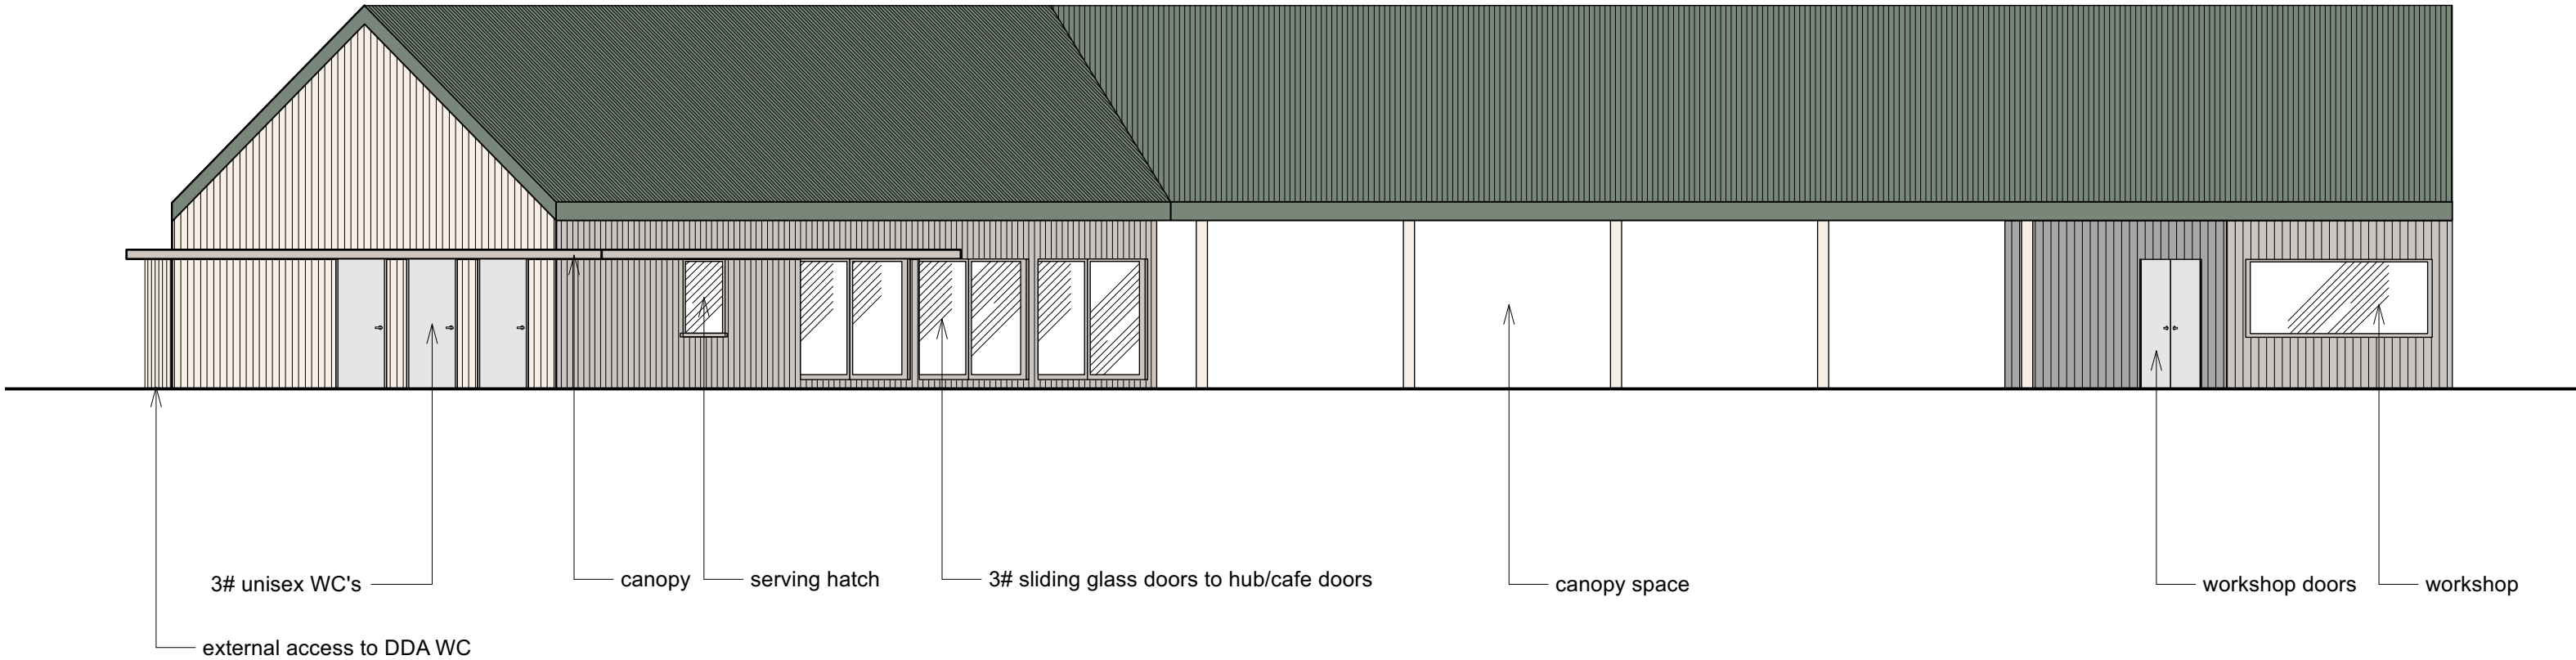 3# unisex WC's
canopy
serving hatch
3# sliding glass doors to hub/cafe doors
canopy space
workshop doors
workshop
external access to DDA WC